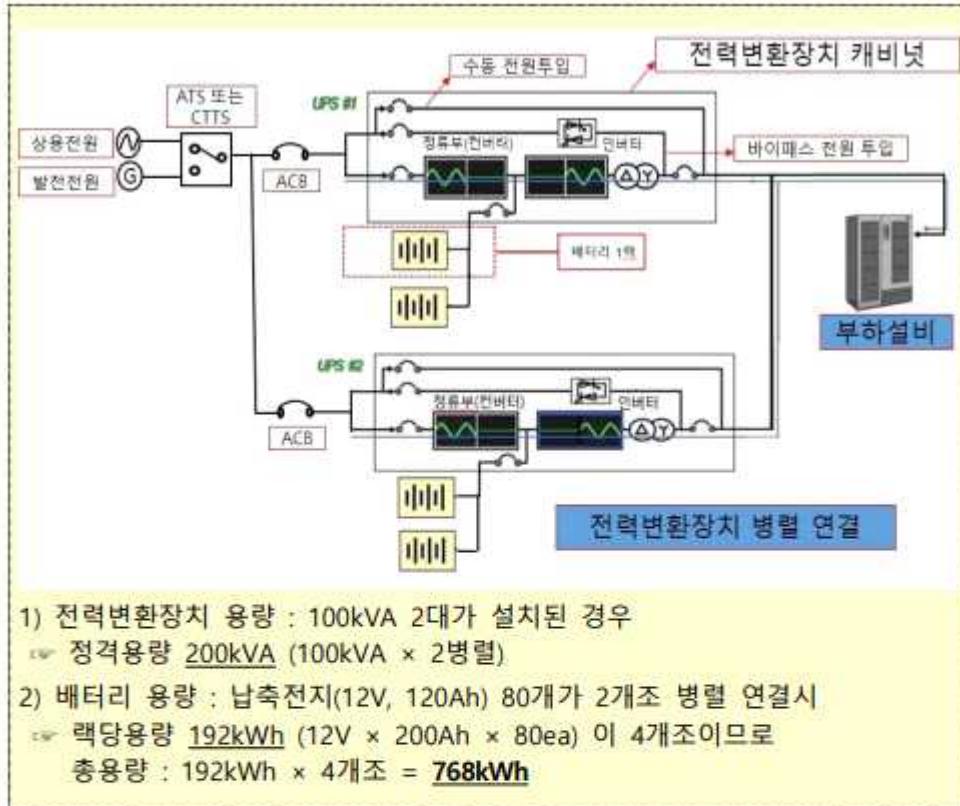 전력변환장치 캐비넷
수동 전원투입
ATS 또는
CTTS
UPS #1
상용전원
발전전원
G
ACB
정류부(컨버터)
인버터
바이패스 전원 투입
배터리 1랙
부하설비
UPS #2
ACB
정류부(컨버터)
인버터
전력변환장치 병렬 연결
1) 전력변환장치 용량 : 100kVA 2대가 설치된 경우
☞ 정격용량 200kVA (100kVA × 2병렬)
2) 배터리 용량 : 납축전지(12V, 120Ah) 80개가 2개조 병렬 연결시
☞ 랙당용량 192kWh (12V × 200Ah × 80ea) 이 4개조이므로
총용량 : 192kWh × 4개조 = 768kWh